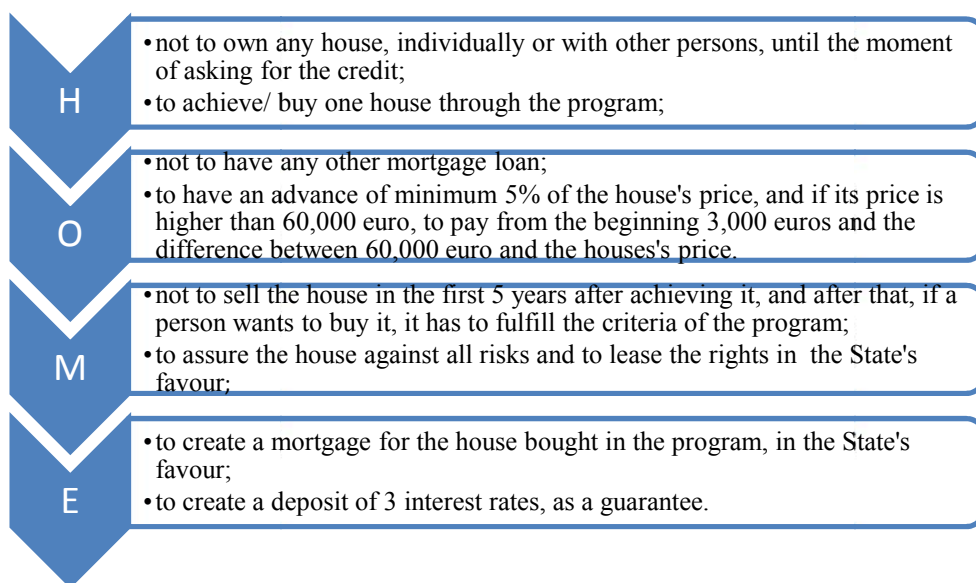 H
•not to own any house, individually or with other persons, until the moment
of asking for the credit;
•to achieve/ buy one house through the program;
O
•not to have any other mortgage loan;
•to have an advance of minimum 5% of the house's price, and if its price is
higher than 60,000 euro, to pay from the beginning 3,000 euros and the
difference between 60,000 euro and the houses's price.
M
•not to sell the house in the first 5 years after achieving it, and after that, if a
person wants to buy it, it has to fulfill the criteria of the program;
•to assure the house against all risks and to lease the rights in the State's
favour;
E
•to create a mortgage for the house bought in the program, in the State's
favour;
•to create a deposit of 3 interest rates, as a guarantee.